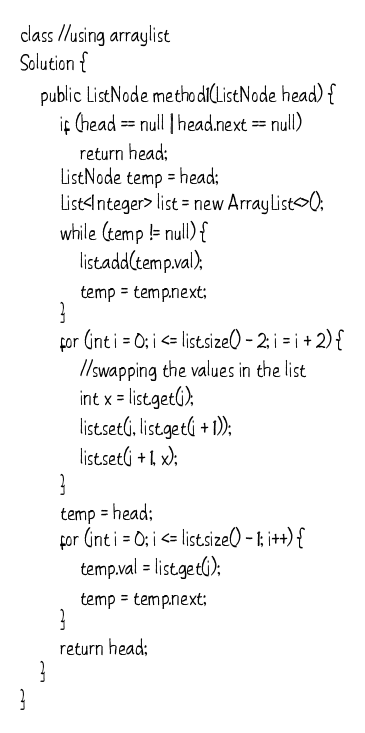 class //using arraylist
Solution {
public ListNode method1(ListNode head) {
if (head == null | head.next == null)
return head;
ListNode temp = head;
List<Integer> list = new ArrayList<>();
while (temp != null) {
list.add(temp.val);
temp = temp.next;
}
for (int i = 0; i <= list.size() - 2; i = i + 2) {
//swapping the values in the list
int x = list.get(i);
list.set(i, list.get(i + 1));
list.set(i + 1, x);
}
temp = head;
for (int i = 0; i <= list.size() - 1; i++) {
temp.val = list.get(i);
temp = temp.next;
}
return head;
}
}